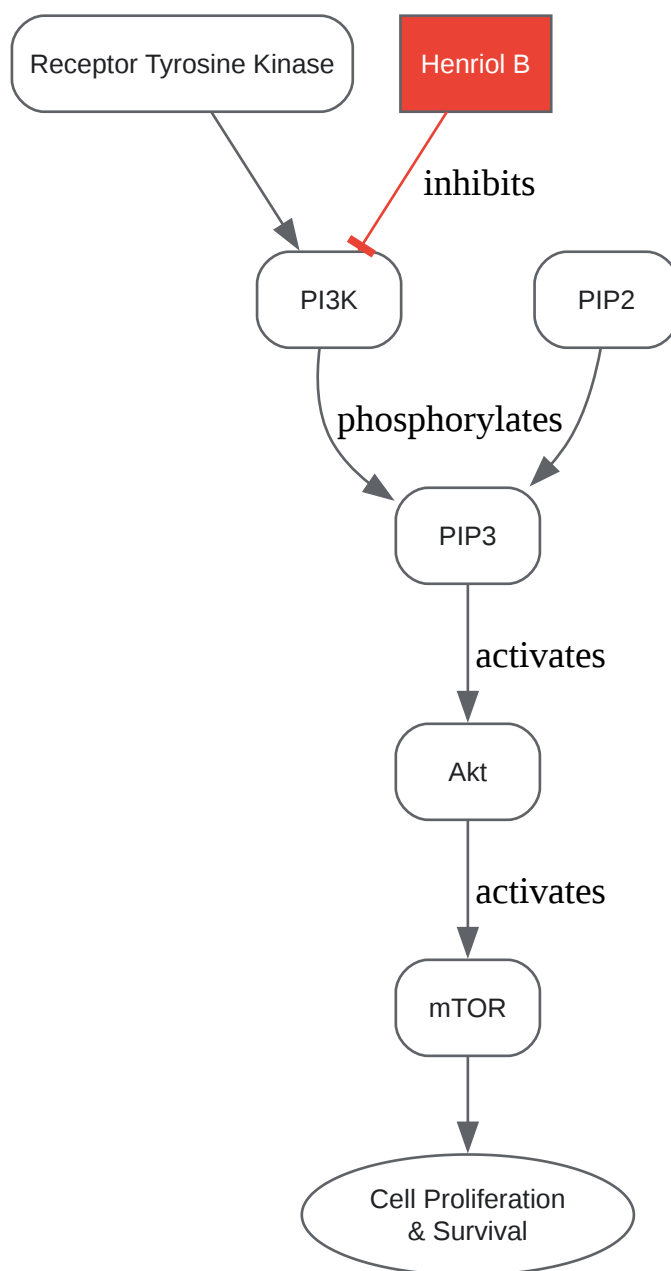 Receptor Tyrosine Kinase
Henriol B
inhibits
PI3K
PIP2
phosphorylates
PIP3
activates
Akt
activates
mTOR
Cell Proliferation
& Survival